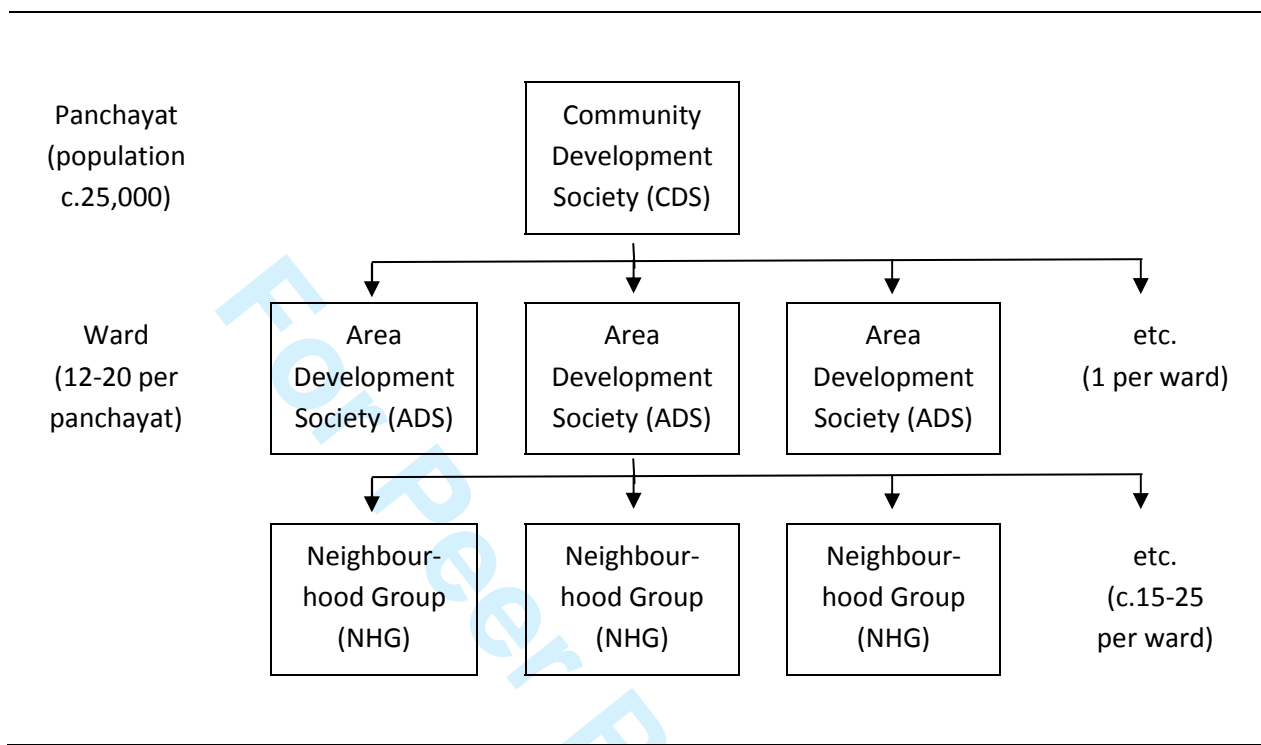 Panchayat
(population
c.25,000)
Community
Development
Society (CDS)
Ward
(12-20 per
panchayat)
Area
Development
Society (ADS)
Area
Development
Society (ADS)
Area
Development
Society (ADS)
etc.
(1 per ward)
Neighbour-
hood Group
(NHG)
Neighbour-
hood Group
(NHG)
Neighbour-
hood Group
(NHG)
etc.
(c.15-25
per ward)
For Peer